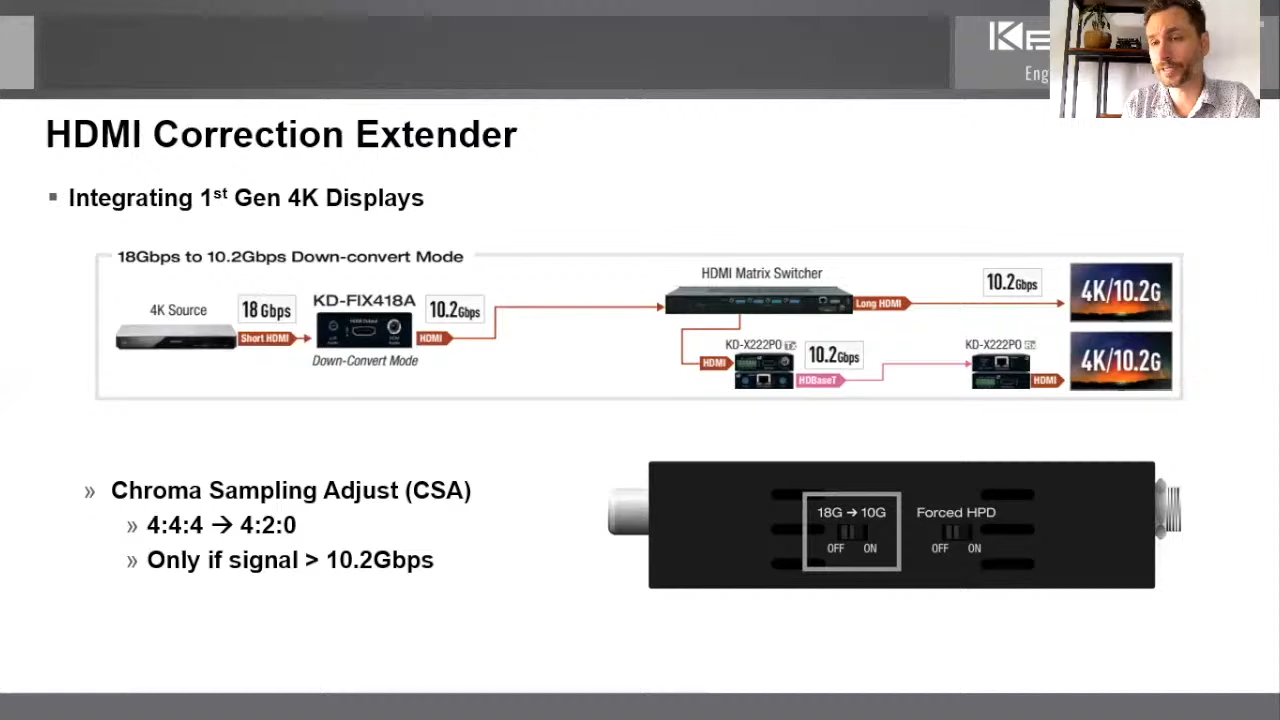 HDMI Correction Extender
Integrating 1st Gen 4K Displays
18Gbps to 10.2Gbps Down-convert Mode
4K Source
18 Gbps
Short HDMI
KD-FIX418A
Down-Convert Mode
10.2Gbps
HDMI
HDMI Matrix Switcher
Long HDMI
10.2Gbps
4K/10.2G
KD-X222PO
HDMI
10.2Gbps
HDBaseT
KD-X222PO
HDMI
4K/10.2G
» Chroma Sampling Adjust (CSA)
» 4:4:4 → 4:2:0
» Only if signal > 10.2Gbps
18G → 10G
OFF ON
Forced HPD
OFF ON